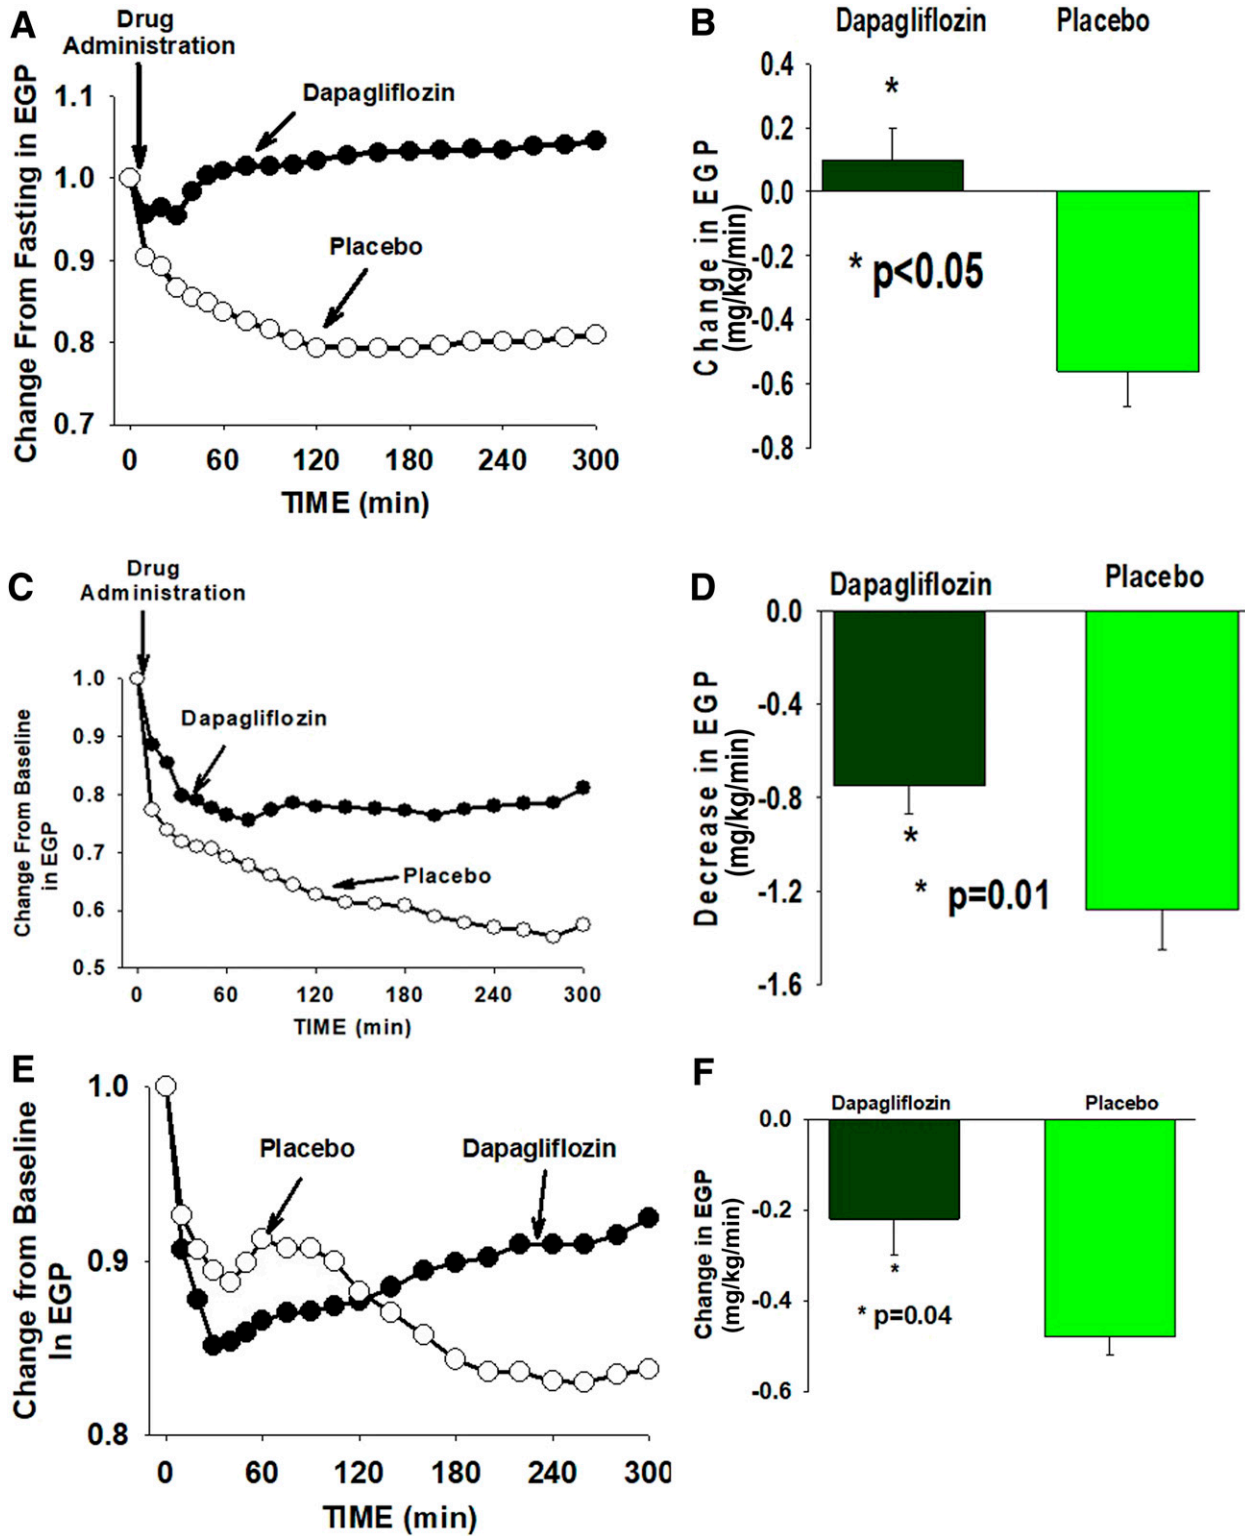 A
Drug
Administration
Dapagliflozin
Placebo
Change From Fasting in EGP
1.1
1.0
0.9
0.8
0.7
0 60 120 180 240 300
TIME (min)
B
Dapagliflozin Placebo
Change in EGP
(mg/kg/min)
0.4
0.2
0.0
-0.2
-0.4
-0.6
-0.8
*
* p<0.05
C
Drug
Administration
Dapagliflozin
Placebo
Change From Baseline
in EGP
1.0
0.9
0.8
0.7
0.6
0.5
0 60 120 180 240 300
TIME (min)
D
Dapagliflozin Placebo
Decrease in EGP
(mg/kg/min)
0.0
-0.4
-0.8
-1.2
-1.6
*
* p=0.01
E
Placebo Dapagliflozin
Change from Baseline
In EGP
1.0
0.9
0.8
0 60 120 180 240 300
TIME (min)
F
Dapagliflozin Placebo
Change in EGP
(mg/kg/min)
0.0
-0.2
-0.4
-0.6
*
* p=0.04